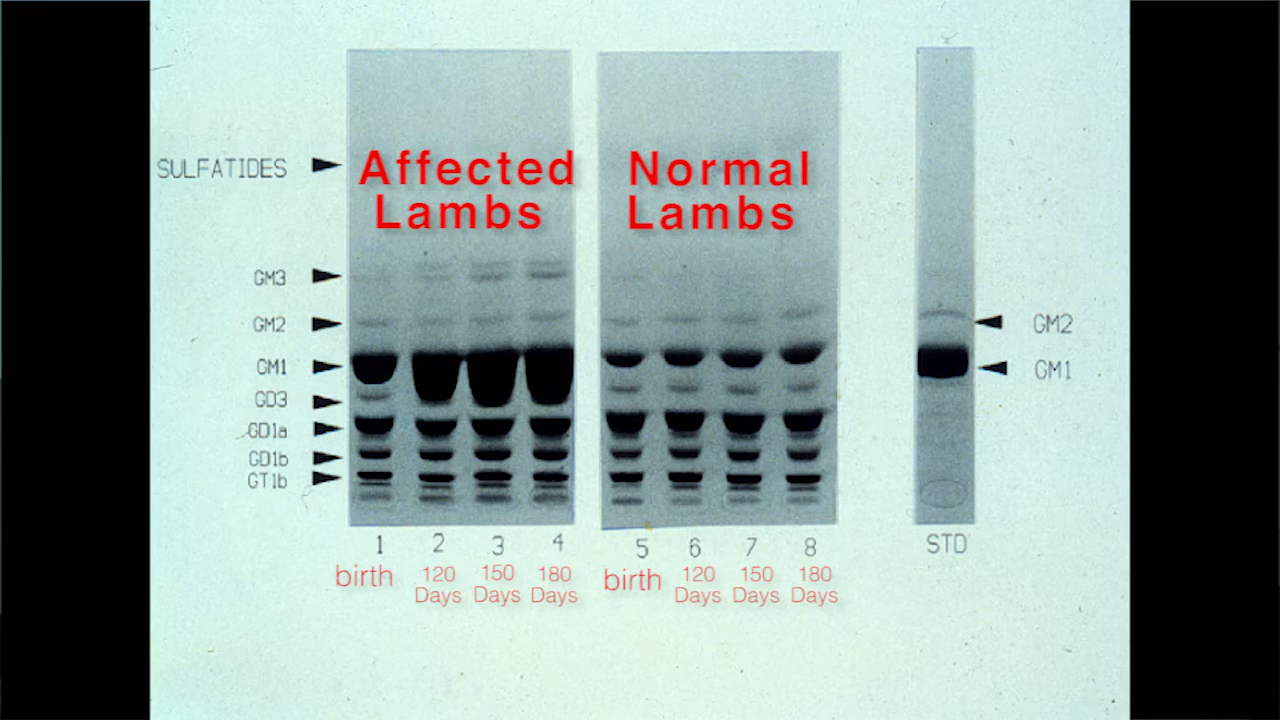 Affected
Lambs
Normal
Lambs
SULFATIDES
GM3
GM2
GM1
GD3
GD1a
GD1b
GT1b
GM2
GM1
1 2 3 4 5 6 7 8 STD
birth 120 Days 150 Days 180 Days birth 120 Days 150 Days 180 Days